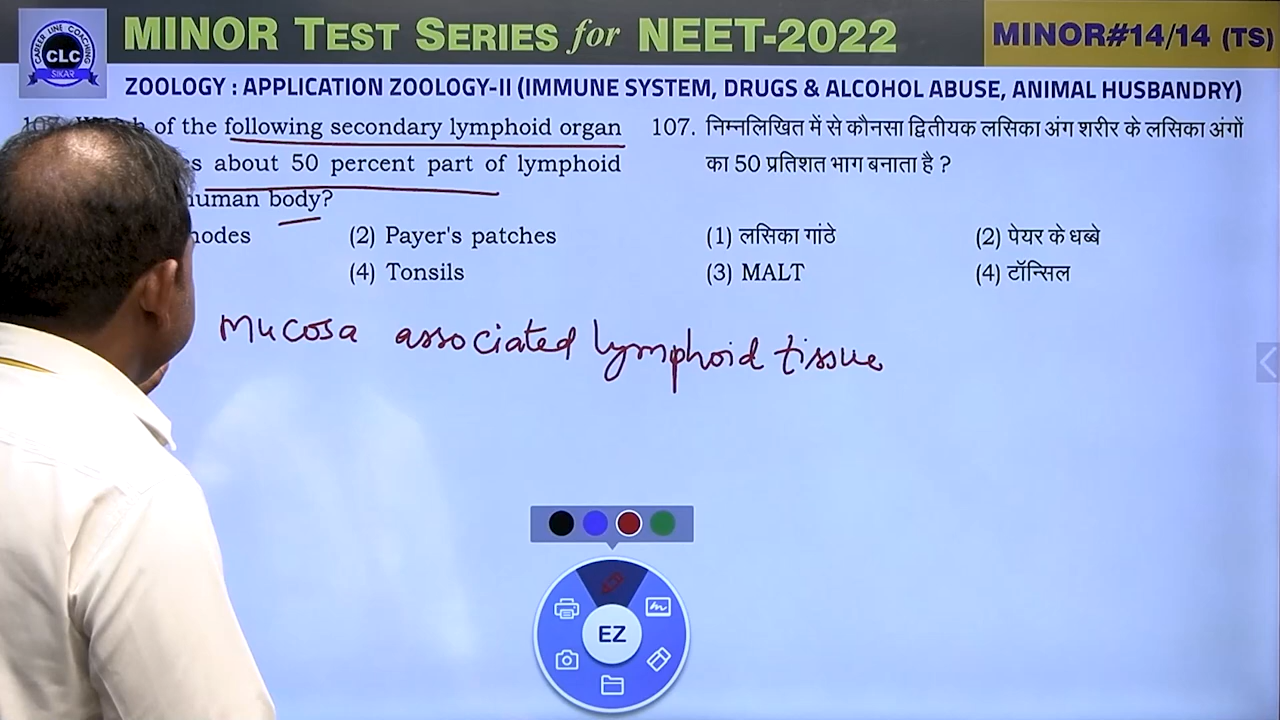 CAREER LINE COACHING
CLC
SIKAR
MINOR TEST SERIES for NEET-2022
MINOR#14/14 (TS)
ZOOLOGY : APPLICATION ZOOLOGY-II (IMMUNE SYSTEM, DRUGS & ALCOHOL ABUSE, ANIMAL HUSBANDRY)
of the following secondary lymphoid organ
about 50 percent part of lymphoid
human body?
nodes (2) Payer's patches
(4) Tonsils
107. निम्नलिखित में से कौनसा द्वितीयक लसिका अंग शरीर के लसिका अंगों
का 50 प्रतिशत भाग बनाता है ?
(1) लसिका गांठे (2) पेयर के धब्बे
(3) MALT (4) टॉन्सिल
Mucosa associated lymphoid tissue
EZ